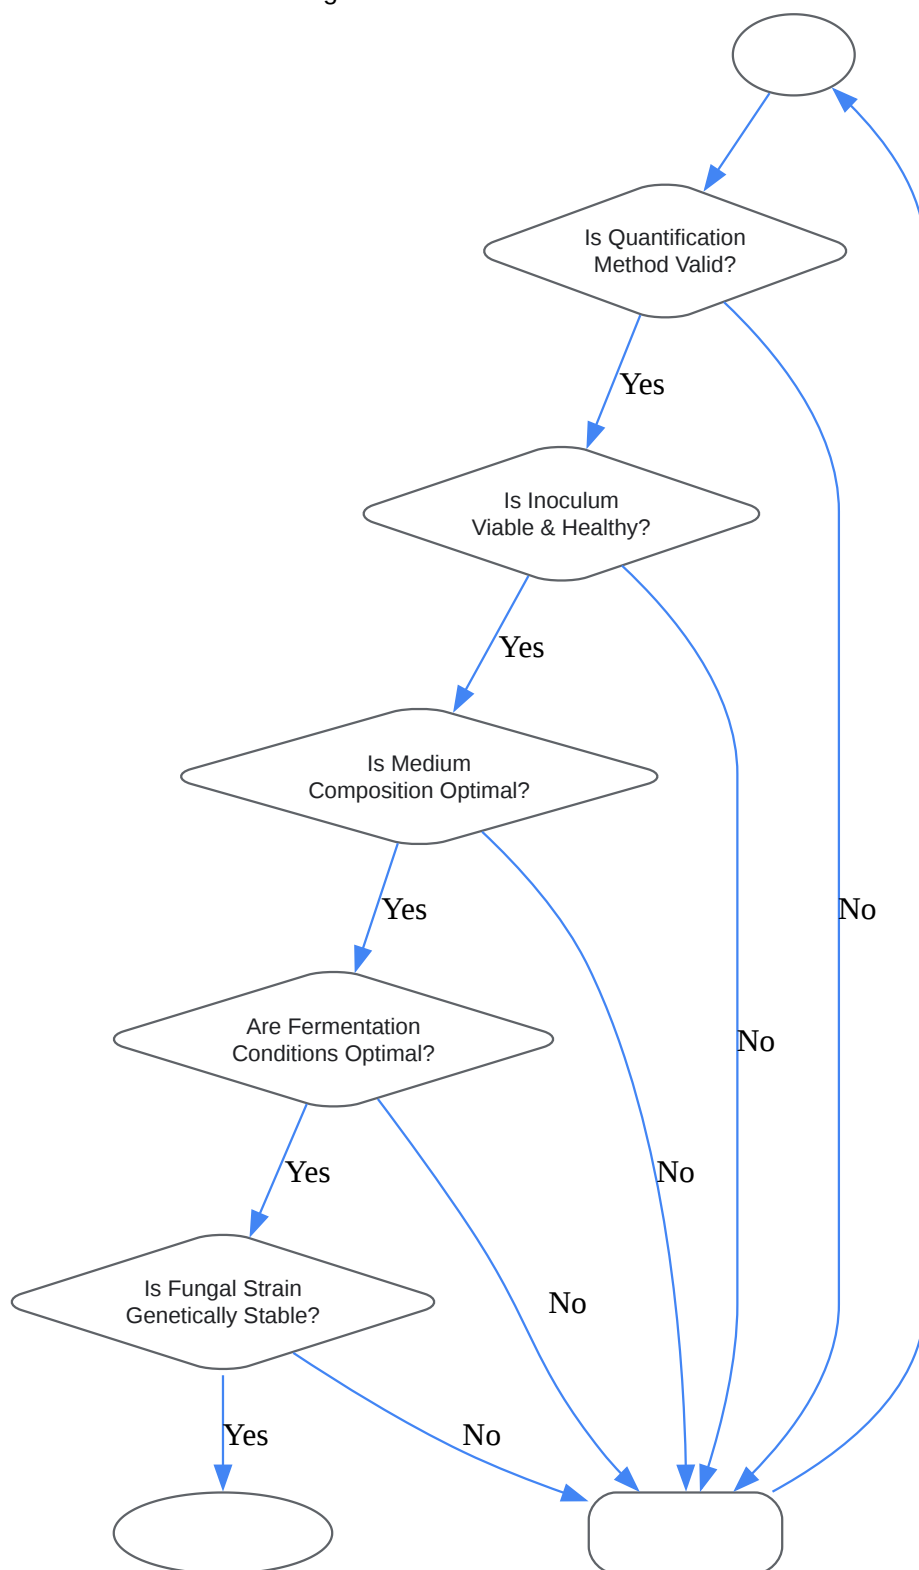 Is Quantification
Method Valid?
Yes
Is Inoculum
Viable & Healthy?
Yes
Is Medium
Composition Optimal?
Yes
No
Are Fermentation
Conditions Optimal?
No
Yes
No
Is Fungal Strain
Genetically Stable?
No
Yes
No